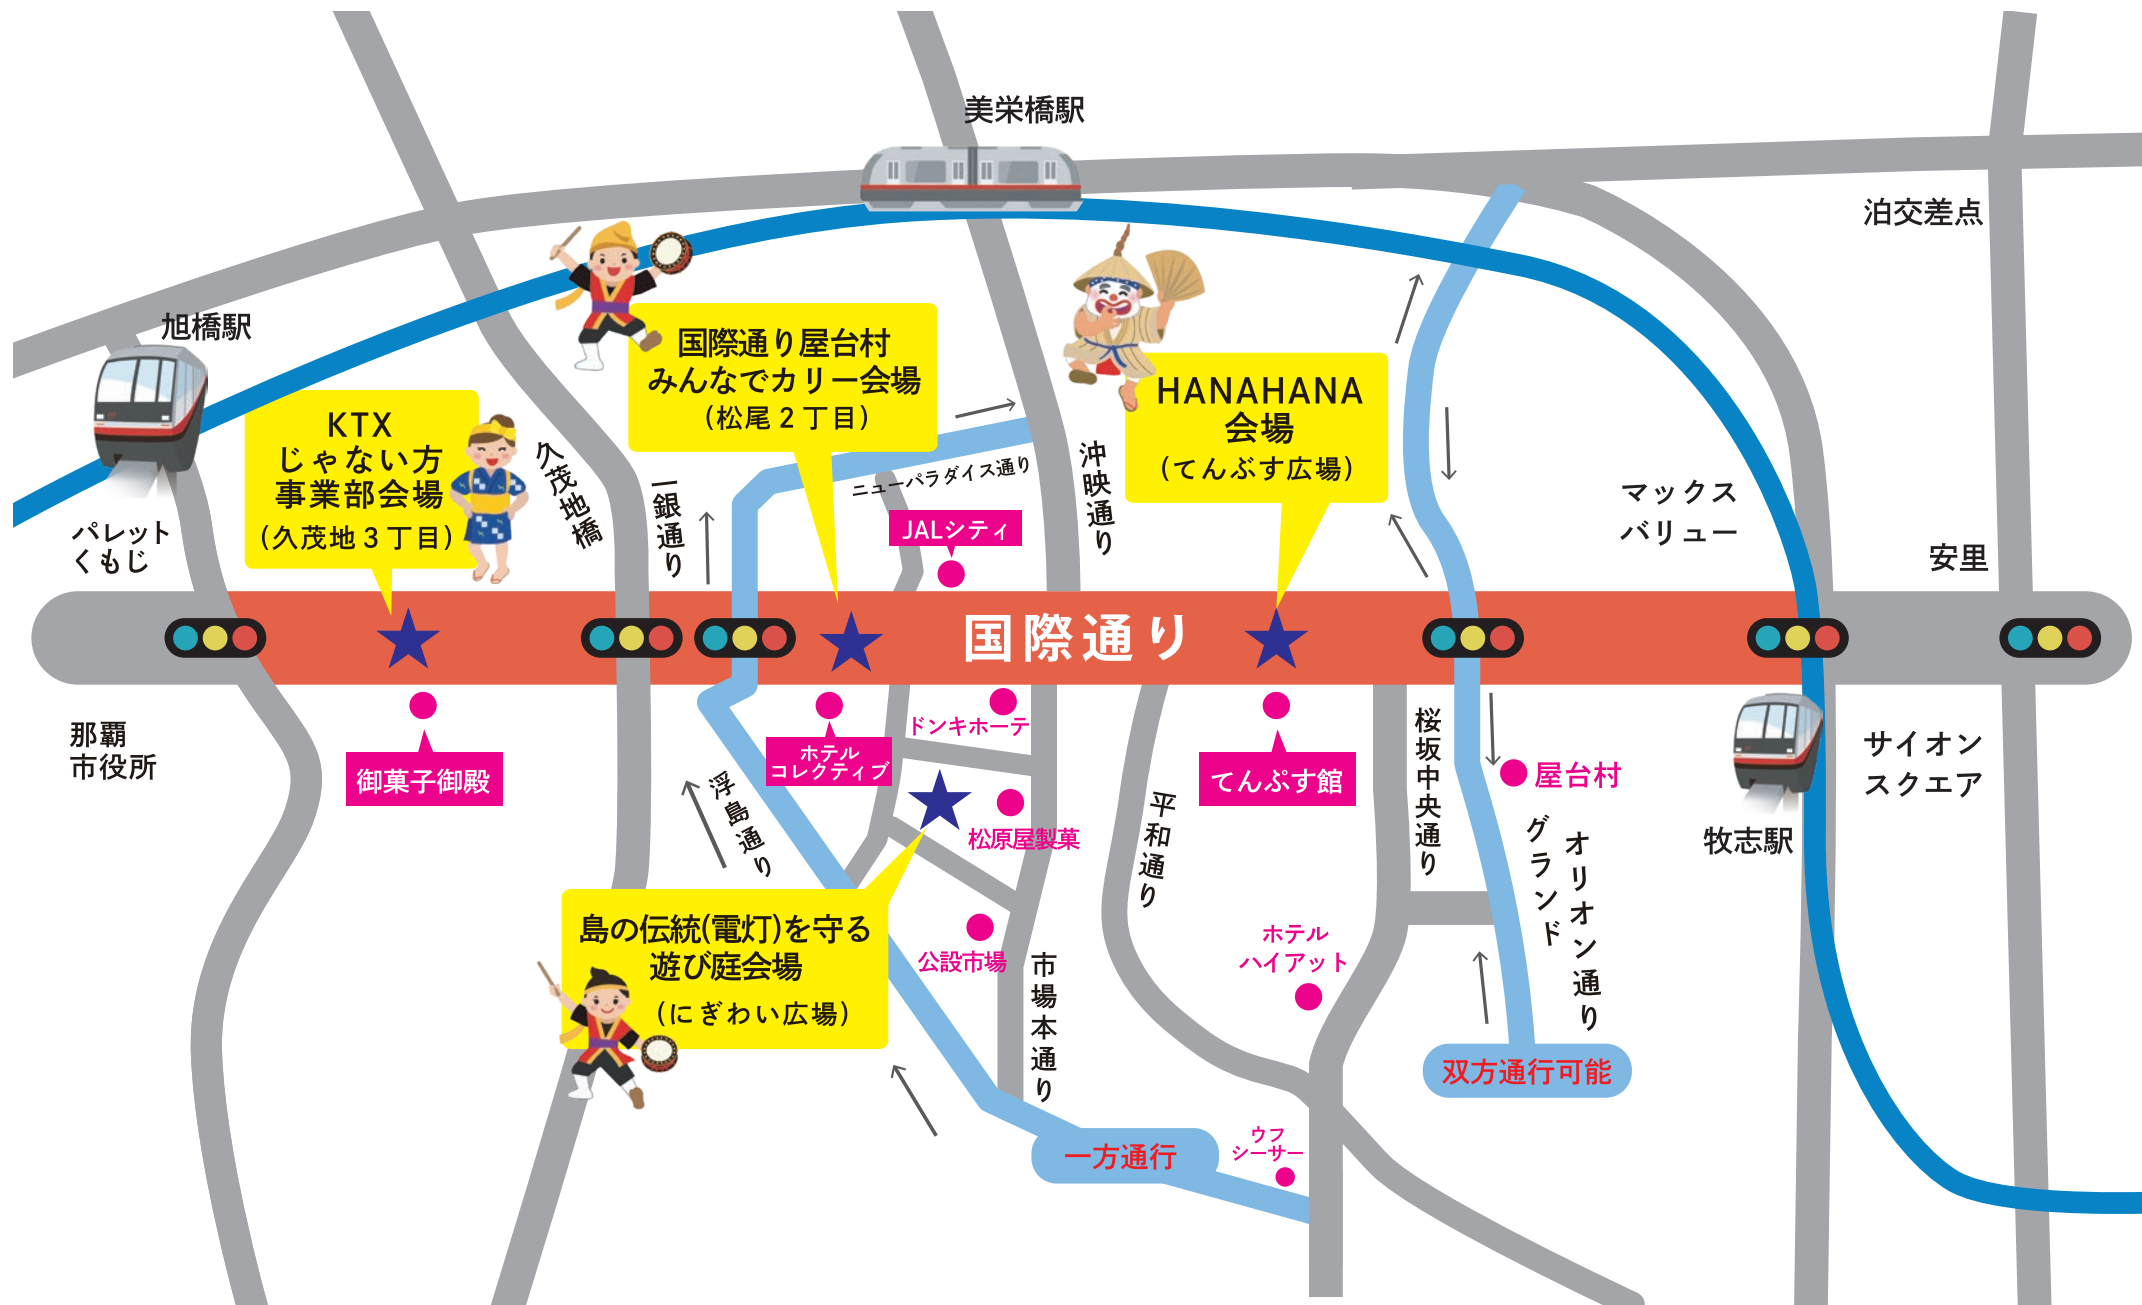 美栄橋駅
泊交差点
旭橋駅
国際通り屋台村
みんなでカリー会場
(松尾2丁目)
HANAHANA
会場
(てんぶす広場)
KTX
じゃない方
事業部会場
(久茂地3丁目)
久茂地橋
一銀通り
ニューパラダイス通り
沖映通り
JALシティ
マックス
バリュー
安里
パレット
くもじ
国際通り
那覇
市役所
御菓子御殿
ホテル
コレクティブ
ドンキホーテ
松原屋製菓
浮島通り
てんぷす館
平和通り
桜坂中央通り
屋台村
グランド
オリオン通り
サイオン
スクエア
牧志駅
島の伝統(電灯)を守る
遊び庭会場
(にぎわい広場)
公設市場
市場本通り
ホテル
ハイアット
双方通行可能
一方通行
ウフ
シーサー